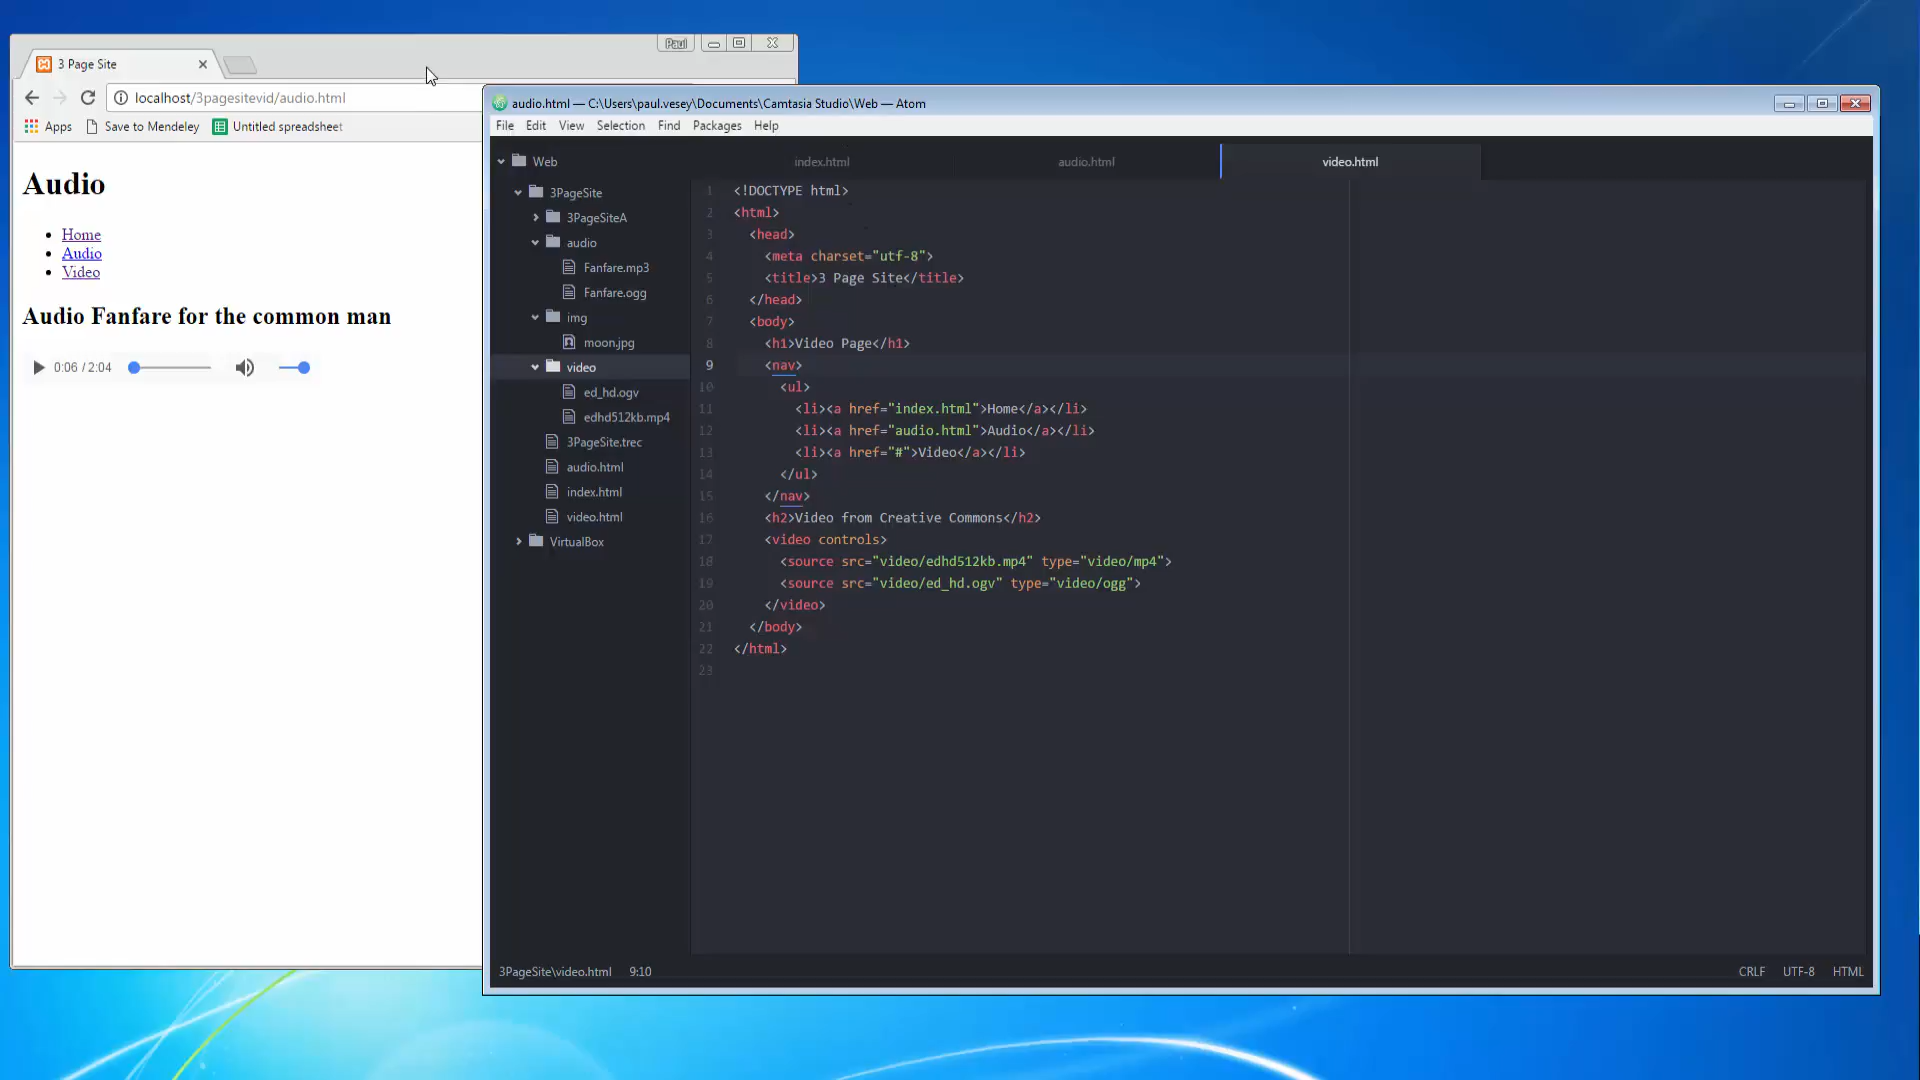 Paul
3 Page Site
localhost/3pagesitevid/audio.html
Apps
Save to Mendeley
Untitled spreadsheet
Audio
Home
Audio
Video
Audio Fanfare for the common man
0:06 / 2:04
audio.html — C:\Users\paul.vesey\Documents\Camtasia Studio\Web — Atom
File Edit View Selection Find Packages Help
Web
3PageSite
3PageSiteA
audio
Fanfare.mp3
Fanfare.ogg
img
moon.jpg
video
ed_hd.ogv
edhd512kb.mp4
3PageSite.trec
audio.html
index.html
video.html
VirtualBox
index.html audio.html video.html
1 <!DOCTYPE html>
2 <html>
3 <head>
4 <meta charset="utf-8">
5 <title>3 Page Site</title>
6 </head>
7 <body>
8 <h1>Video Page</h1>
9 <nav>
10 <ul>
11 <li><a href="index.html">Home</a></li>
12 <li><a href="audio.html">Audio</a></li>
13 <li><a href="#">Video</a></li>
14 </ul>
15 </nav>
16 <h2>Video from Creative Commons</h2>
17 <video controls>
18 <source src="video/edhd512kb.mp4" type="video/mp4">
19 <source src="video/ed_hd.ogv" type="video/ogg">
20 </video>
21 </body>
22 </html>
23
3PageSite\video.html 9:10
CRLF UTF-8 HTML